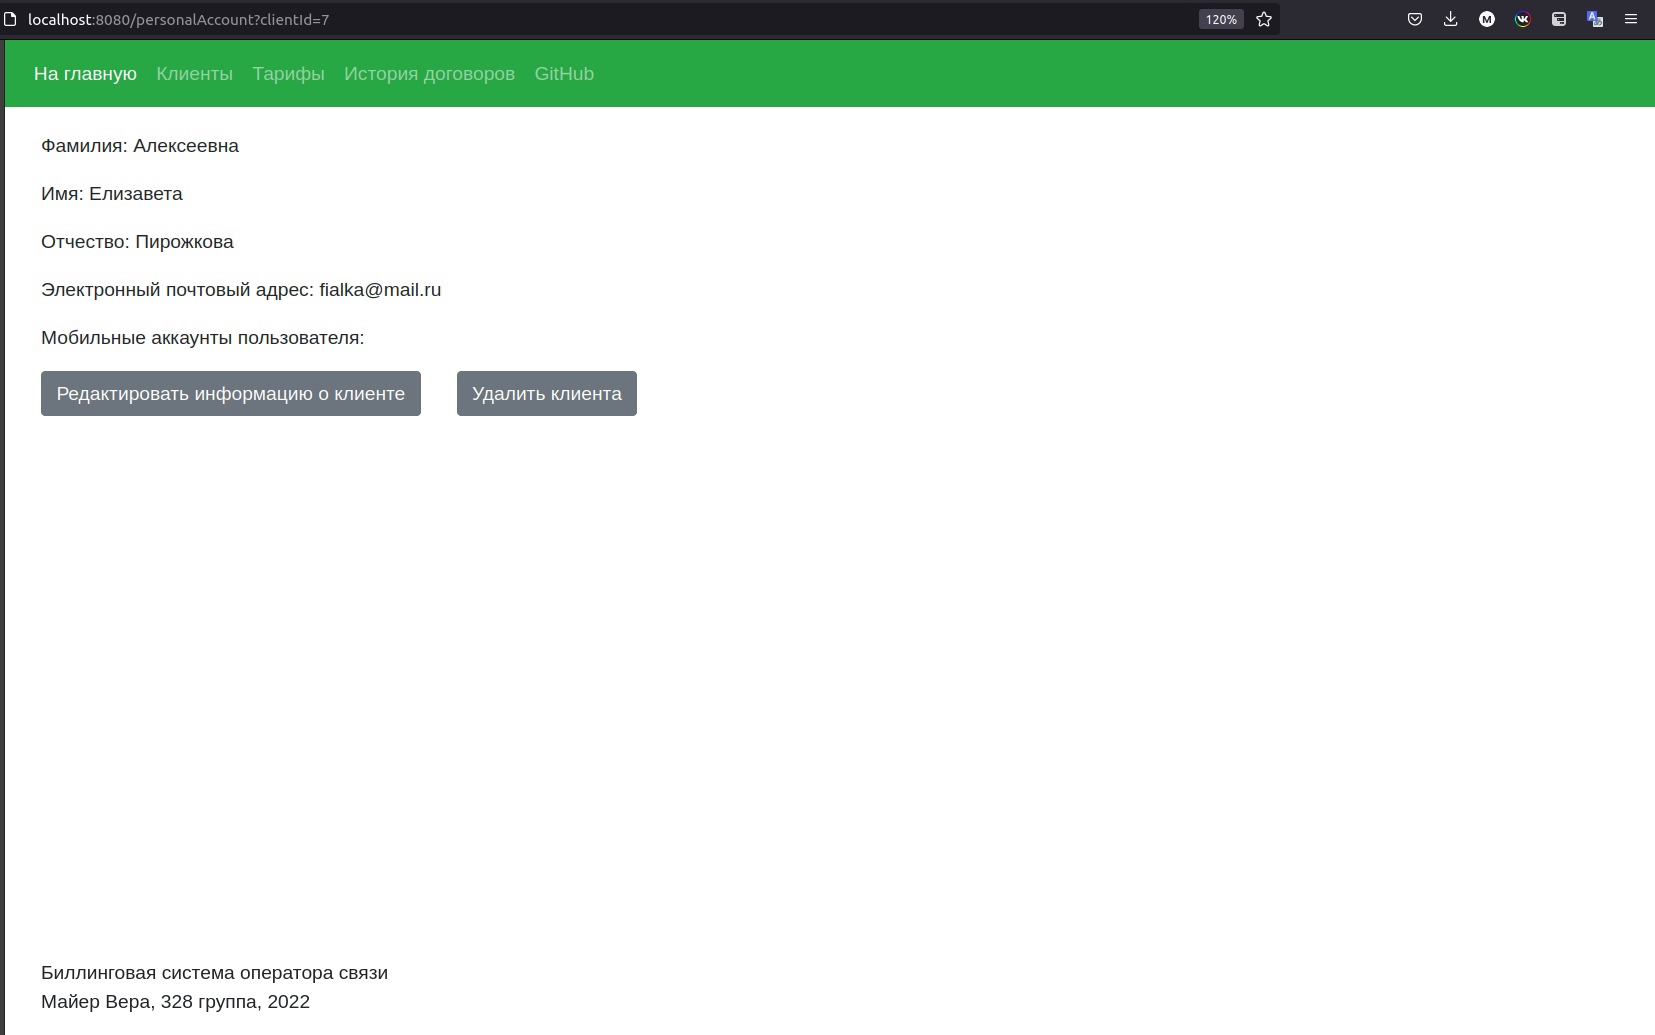 localhost:8080/personalAccount?clientId=7
120%
На главную Клиенты Тарифы История договоров GitHub
Фамилия: Алексеевна
Имя: Елизавета
Отчество: Пирожкова
Электронный почтовый адрес: fialka@mail.ru
Мобильные аккаунты пользователя:
Редактировать информацию о клиенте Удалить клиента
Биллинговая система оператора связи
Майер Вера, 328 группа, 2022